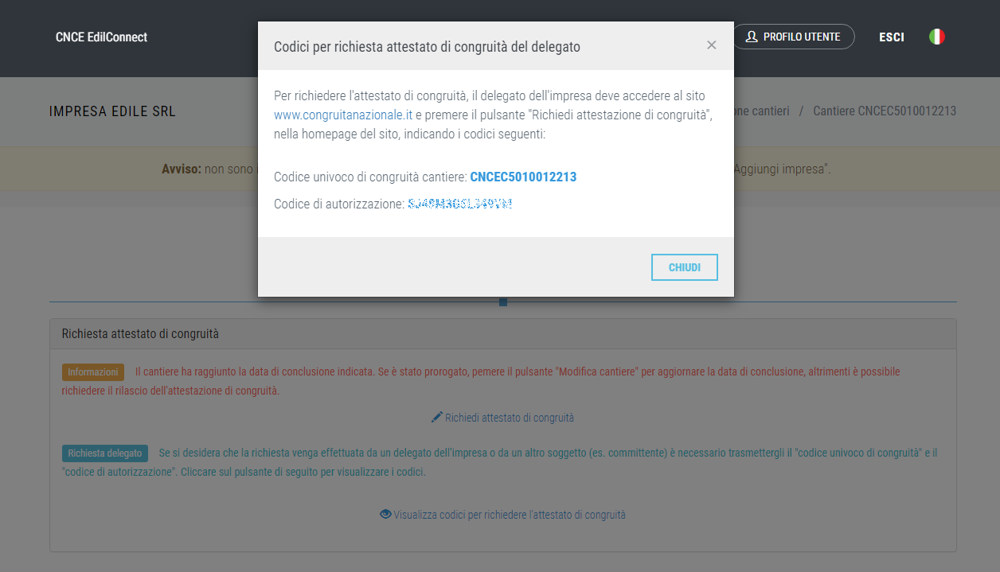 CNCE EdilConnect
PROFILO UTENTE
ESCI
Codici per richiesta attestato di congruità del delegato
×
IMPRESA EDILE SRL
one cantieri / Cantiere CNCEC5010012213
Avviso: non sono
Aggiungi impresa".
Per richiedere l'attestato di congruità, il delegato dell'impresa deve accedere al sito
www.congruitanazionale.it e premere il pulsante "Richiedi attestazione di congruità",
nella homepage del sito, indicando i codici seguenti:
Codice univoco di congruità cantiere: CNCEC5010012213
Codice di autorizzazione:
CHIUDI
Richiesta attestato di congruità
Informazioni Il cantiere ha raggiunto la data di conclusione indicata. Se è stato prorogato, pemere il pulsante "Modifica cantiere" per aggiornare la data di conclusione, altrimenti è possibile
richiedere il rilascio dell'attestazione di congruità.
Richiedi attestato di congruità
Richiesta delegato Se si desidera che la richiesta venga effettuata da un delegato dell'impresa o da un altro soggetto (es. committente) è necessario trasmettergli il "codice univoco di congruità" e il
"codice di autorizzazione". Cliccare sul pulsante di seguito per visualizzare i codici.
Visualizza codici per richiedere l'attestato di congruità